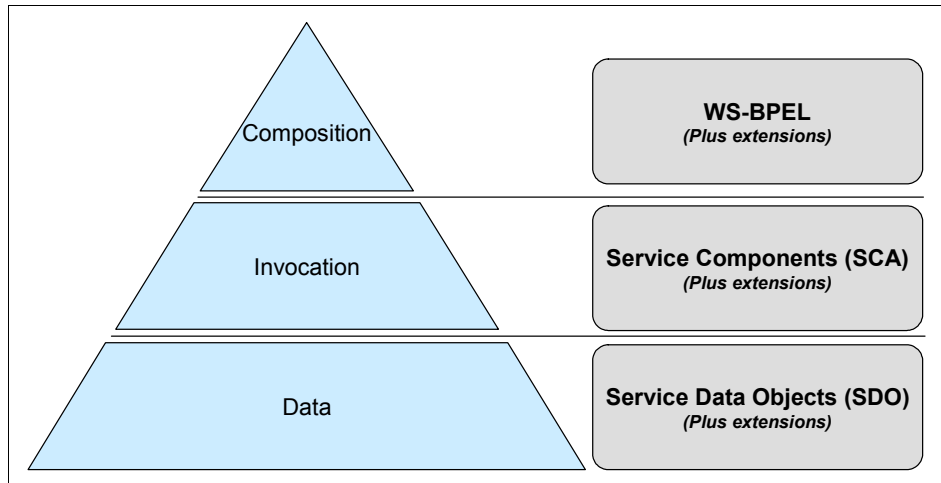 Composition
WS-BPEL
(Plus extensions)
Invocation
Service Components (SCA)
(Plus extensions)
Data
Service Data Objects (SDO)
(Plus extensions)